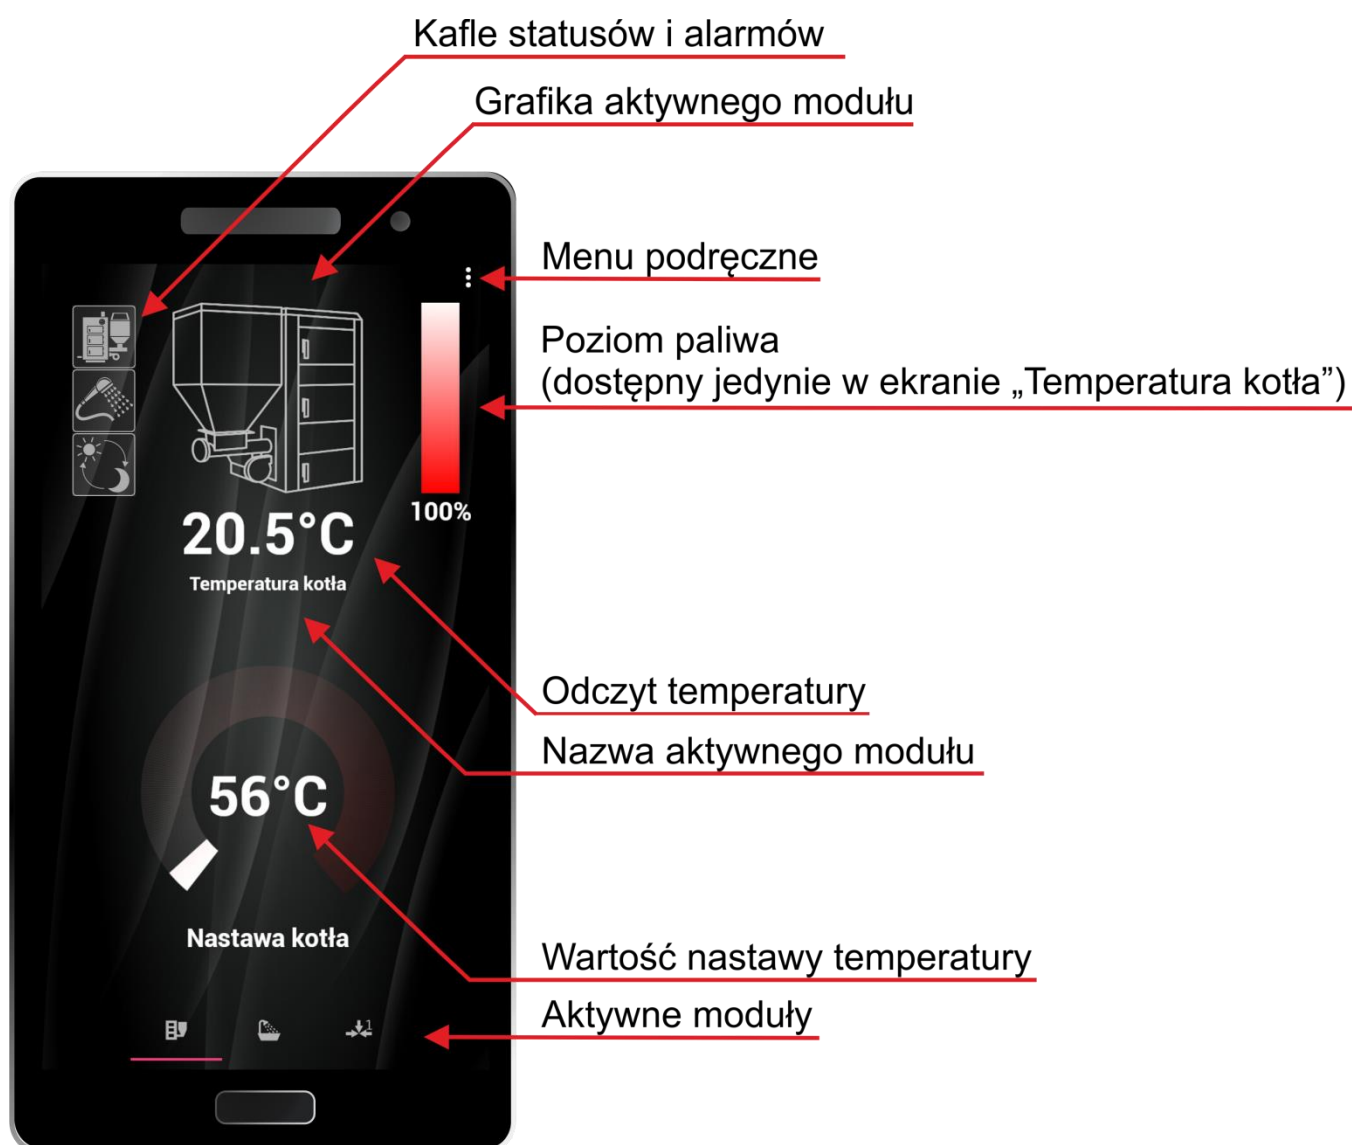 Kafle statusów i alarmów
Grafika aktywnego modułu
Menu podręczne
Poziom paliwa
(dostępny jedynie w ekranie „Temperatura kotła”)
100%
20.5°C
Temperatura kotła
Odczyt temperatury
Nazwa aktywnego modułu
56°C
Nastawa kotła
Wartość nastawy temperatury
Aktywne moduły
1